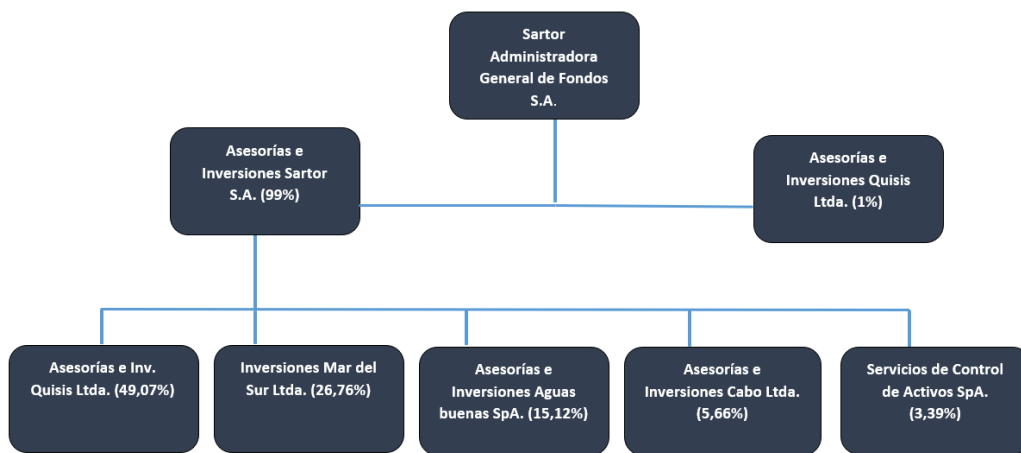 Sartor
Administradora
General de Fondos
S.A.
Asesorías e
Inversiones Sartor
S.A. (99%)
Asesorías e
Inversiones Quisis
Ltda. (1%)
Asesorías e Inv.
Quisis Ltda. (49,07%)
Inversiones Mar del
Sur Ltda. (26,76%)
Asesorías e
Inversiones Aguas
buenas SpA. (15,12%)
Asesorías e
Inversiones Cabo Ltda.
(5,66%)
Servicios de Control
de Activos SpA.
(3,39%)